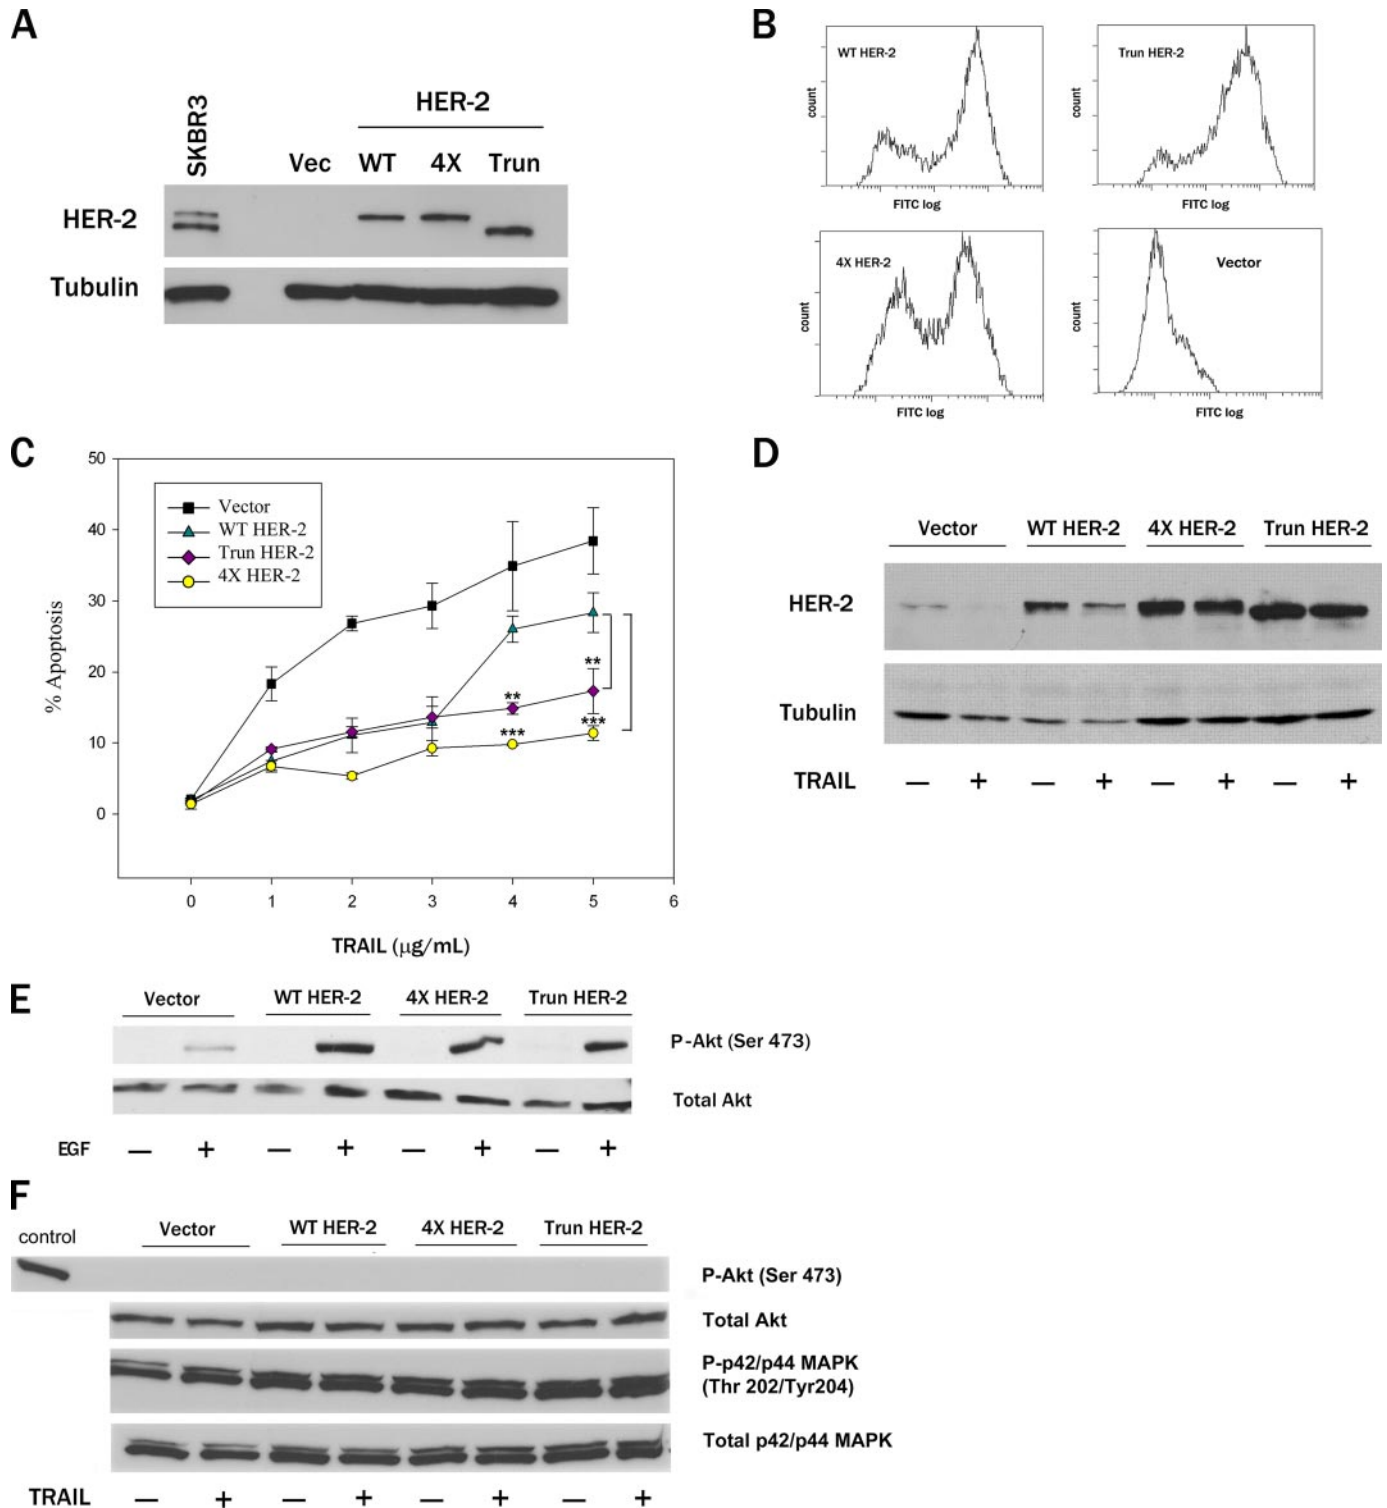 A
SKBR3
HER-2
Vec WT 4X Trun
HER-2
Tubulin
B
WT HER-2
count
FITC log
Trun HER-2
count
FITC log
4X HER-2
count
FITC log
Vector
count
FITC log
C
50
40
30
20
10
0
% Apoptosis
Vector
WT HER-2
Trun HER-2
4X HER-2
**
**
***
***
0 1 2 3 4 5 6
TRAIL (µg/mL)
D
Vector WT HER-2 4X HER-2 Trun HER-2
HER-2
Tubulin
TRAIL — + — + — + — +
E
Vector WT HER-2 4X HER-2 Trun HER-2
P-Akt (Ser 473)
Total Akt
EGF — + — + — + — +
F
control Vector WT HER-2 4X HER-2 Trun HER-2
P-Akt (Ser 473)
Total Akt
P-p42/p44 MAPK
(Thr 202/Tyr204)
Total p42/p44 MAPK
TRAIL — + — + — + — +